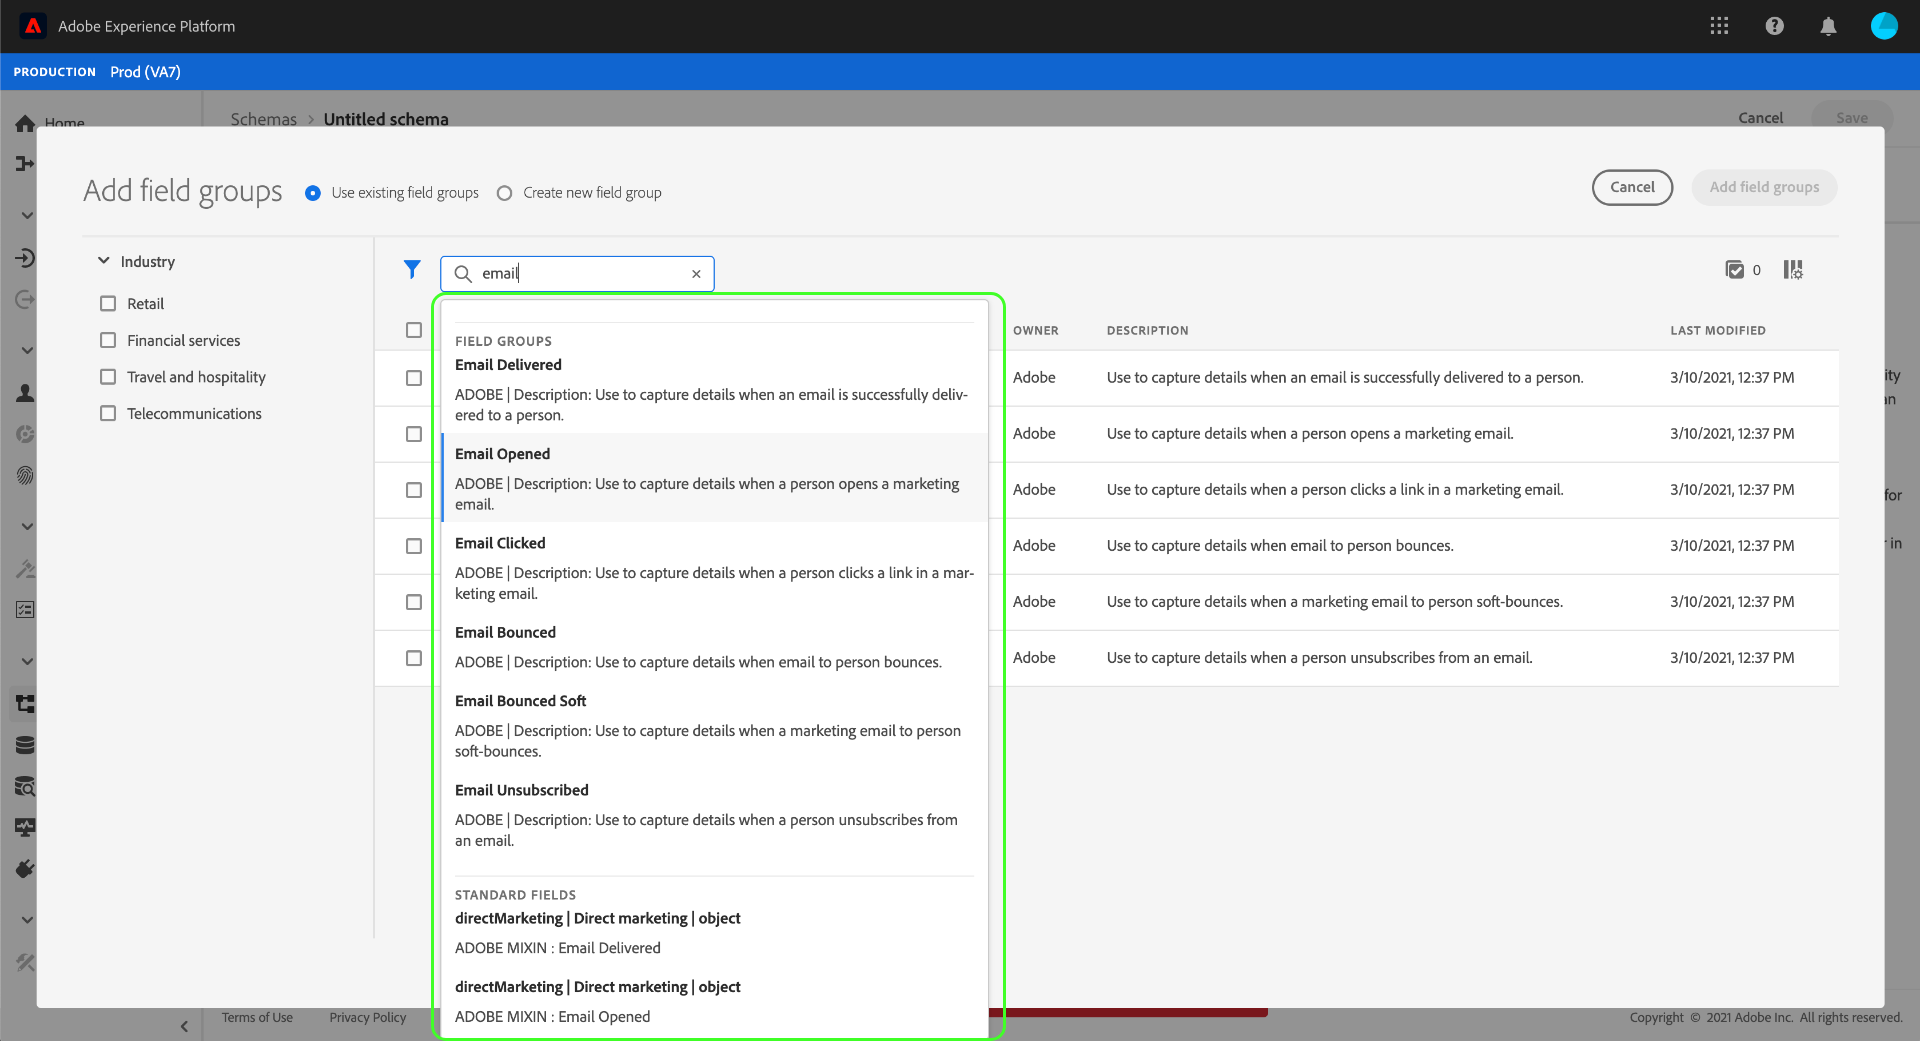 Adobe Experience Platform
PRODUCTION Prod (VA7)
Home
Schemas > Untitled schema
Cancel
Save
Add field groups
Use existing field groups
Create new field group
Cancel
Add field groups
Industry
Retail
Financial services
Travel and hospitality
Telecommunications
email
0
OWNER DESCRIPTION LAST MODIFIED
Adobe Use to capture details when an email is successfully delivered to a person. 3/10/2021, 12:37 PM
Adobe Use to capture details when a person opens a marketing email. 3/10/2021, 12:37 PM
Adobe Use to capture details when a person clicks a link in a marketing email. 3/10/2021, 12:37 PM
Adobe Use to capture details when email to person bounces. 3/10/2021, 12:37 PM
Adobe Use to capture details when a marketing email to person soft-bounces. 3/10/2021, 12:37 PM
Adobe Use to capture details when a person unsubscribes from an email. 3/10/2021, 12:37 PM
FIELD GROUPS
Email Delivered
ADOBE | Description: Use to capture details when an email is successfully deliv-
ered to a person.
Email Opened
ADOBE | Description: Use to capture details when a person opens a marketing
email.
Email Clicked
ADOBE | Description: Use to capture details when a person clicks a link in a mar-
keting email.
Email Bounced
ADOBE | Description: Use to capture details when email to person bounces.
Email Bounced Soft
ADOBE | Description: Use to capture details when a marketing email to person
soft-bounces.
Email Unsubscribed
ADOBE | Description: Use to capture details when a person unsubscribes from
an email.
STANDARD FIELDS
directMarketing | Direct marketing | object
ADOBE MIXIN : Email Delivered
directMarketing | Direct marketing | object
ADOBE MIXIN : Email Opened
for
in
Terms of Use
Privacy Policy
Copyright © 2021 Adobe Inc. All rights reserved.